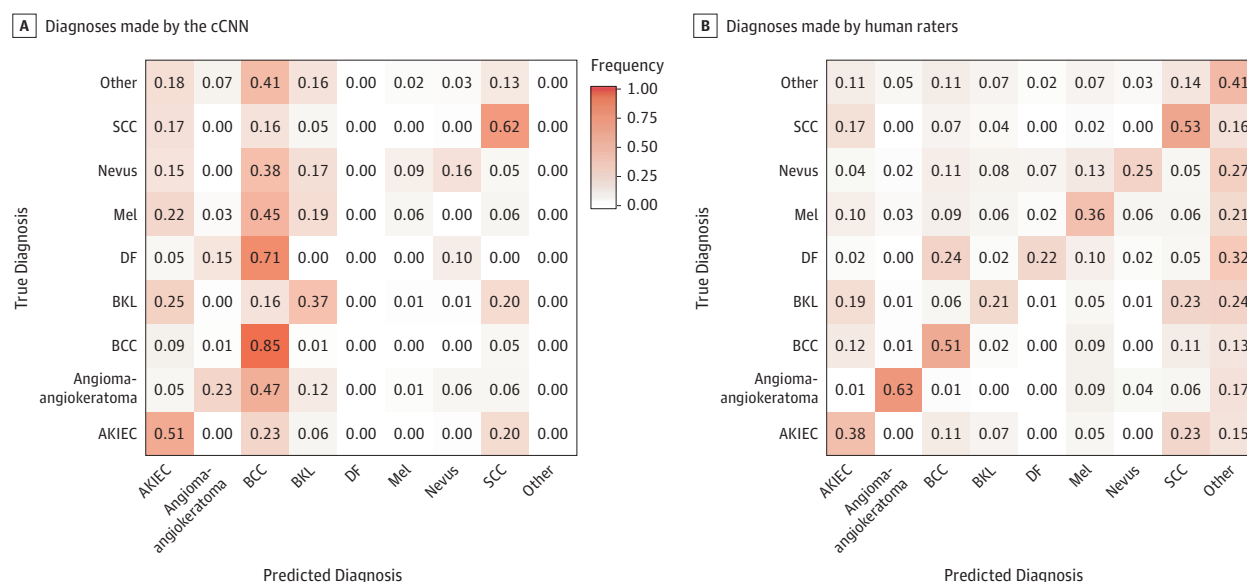 A Diagnoses made by the cCNN
Other 0.18 0.07 0.41 0.16 0.00 0.02 0.03 0.13 0.00
SCC 0.17 0.00 0.16 0.05 0.00 0.00 0.00 0.62 0.00
Nevus 0.15 0.00 0.38 0.17 0.00 0.09 0.16 0.05 0.00
Mel 0.22 0.03 0.45 0.19 0.00 0.06 0.00 0.06 0.00
DF 0.05 0.15 0.71 0.00 0.00 0.00 0.10 0.00 0.00
BKL 0.25 0.00 0.16 0.37 0.00 0.01 0.01 0.20 0.00
BCC 0.09 0.01 0.85 0.01 0.00 0.00 0.00 0.05 0.00
Angioma-
angiokeratoma 0.05 0.23 0.47 0.12 0.00 0.01 0.06 0.06 0.00
AKIEC 0.51 0.00 0.23 0.06 0.00 0.00 0.00 0.20 0.00
AKIEC
Angioma-
angiokeratoma
BCC
BKL
DF
Mel
Nevus
SCC
Other
True Diagnosis
Predicted Diagnosis
Frequency
1.00
0.75
0.50
0.25
0.00
B Diagnoses made by human raters
Other 0.11 0.05 0.11 0.07 0.02 0.07 0.03 0.14 0.41
SCC 0.17 0.00 0.07 0.04 0.00 0.02 0.00 0.53 0.16
Nevus 0.04 0.02 0.11 0.08 0.07 0.13 0.25 0.05 0.27
Mel 0.10 0.03 0.09 0.06 0.02 0.36 0.06 0.06 0.21
DF 0.02 0.00 0.24 0.02 0.22 0.10 0.02 0.05 0.32
BKL 0.19 0.01 0.06 0.21 0.01 0.05 0.01 0.23 0.24
BCC 0.12 0.01 0.51 0.02 0.00 0.09 0.00 0.11 0.13
Angioma-
angiokeratoma 0.01 0.63 0.01 0.00 0.00 0.09 0.04 0.06 0.17
AKIEC 0.38 0.00 0.11 0.07 0.00 0.05 0.00 0.23 0.15
AKIEC
Angioma-
angiokeratoma
BCC
BKL
DF
Mel
Nevus
SCC
Other
True Diagnosis
Predicted Diagnosis